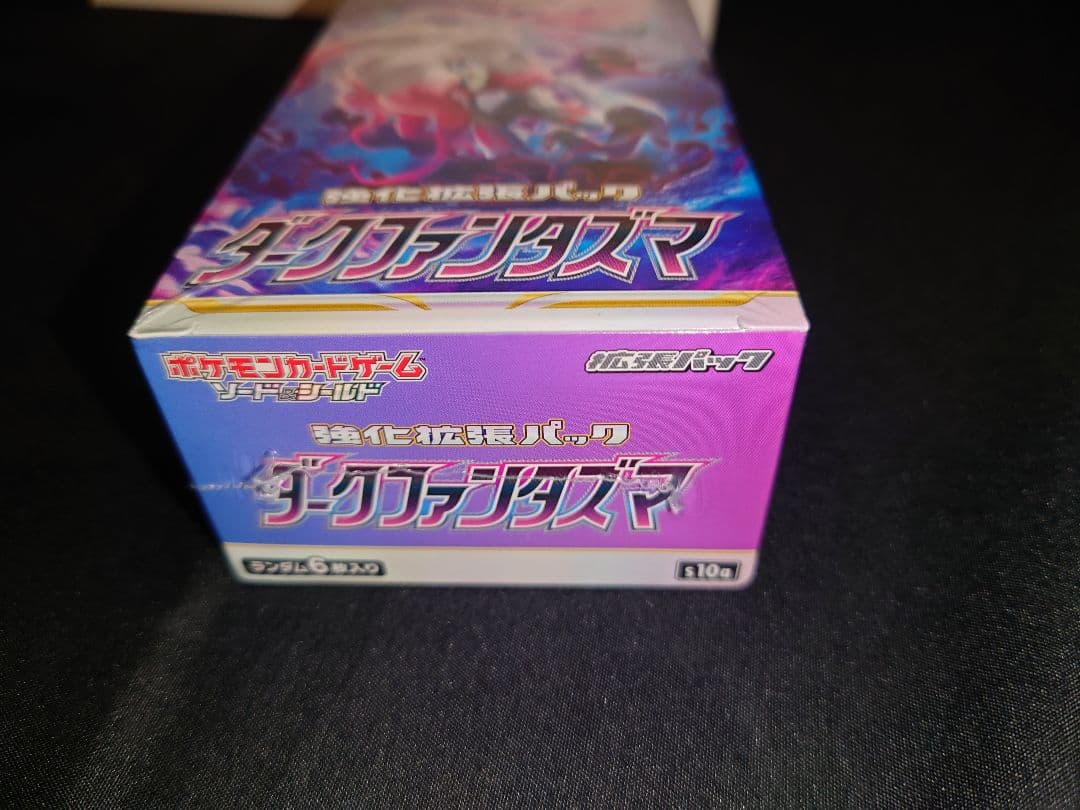 強化拡張パック
ダークファンタズマ
ポケモンカードゲーム
ソード&シールド
拡張パック
強化拡張パック
ダークファンタズマ
ランダム6枚入り
s10a